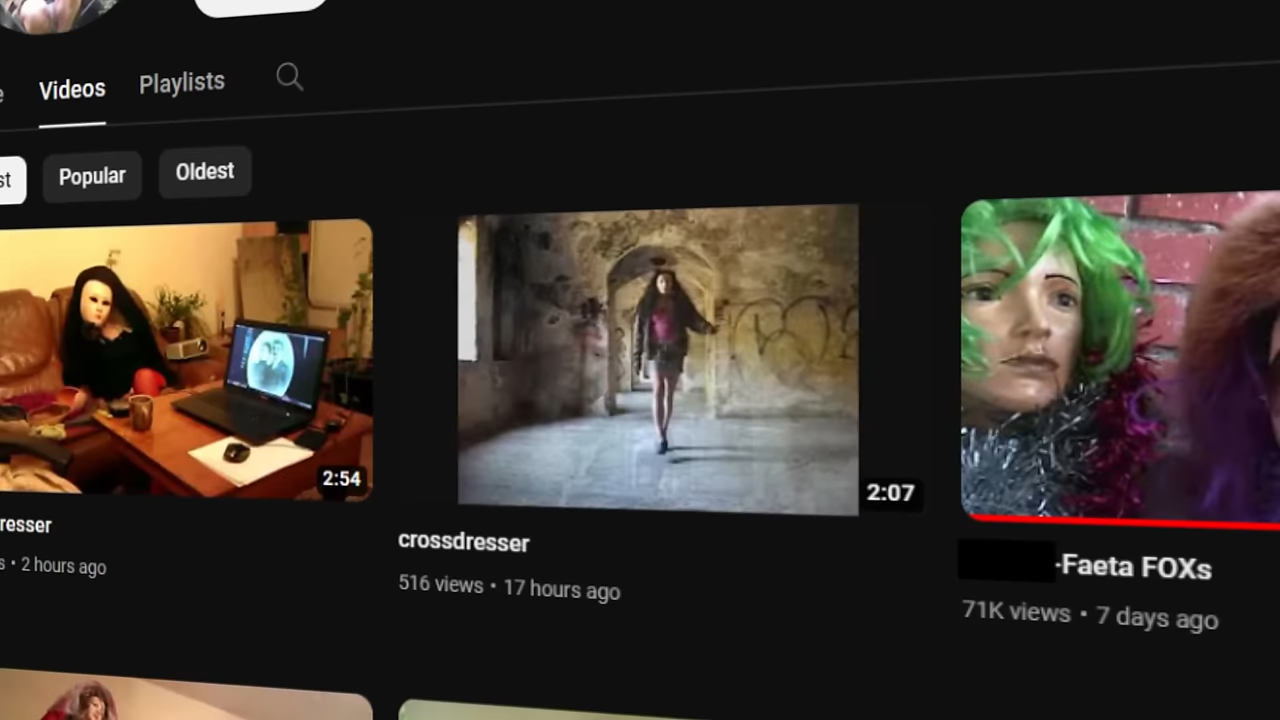 Videos
Playlists
Popular
Oldest
2:54
2:07
crossdresser
2 hours ago
516 views • 17 hours ago
-Faeta FOXs
71K views • 7 days ago